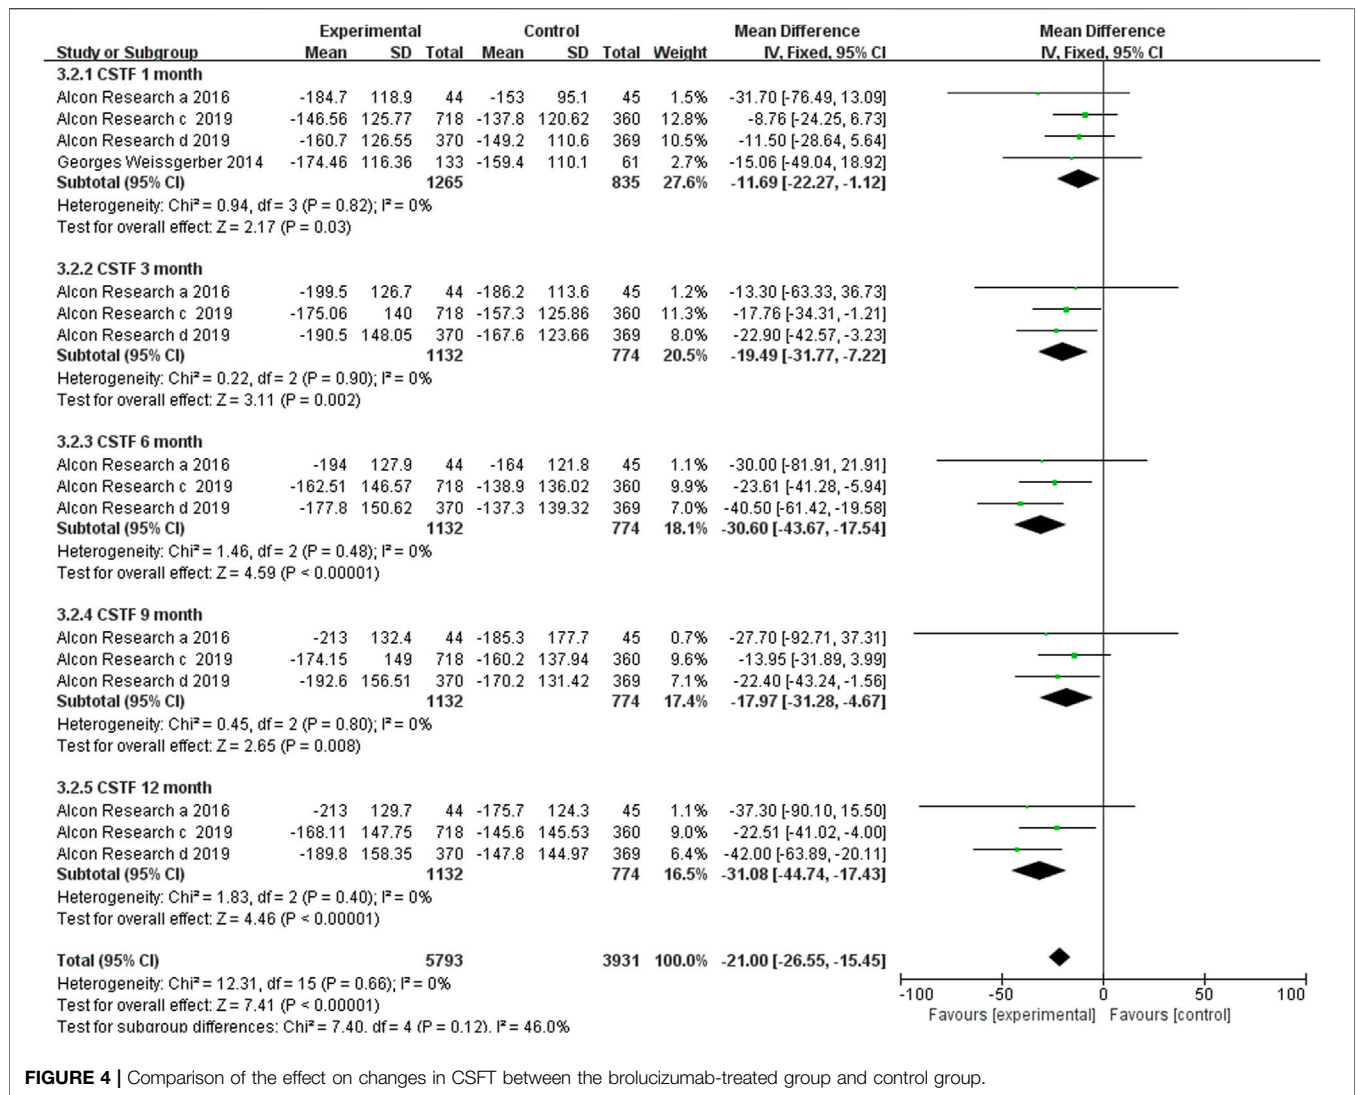 Experimental Control Mean Difference Mean Difference
Study or Subgroup Mean SD Total Mean SD Total Weight IV, Fixed, 95% CI IV, Fixed, 95% CI
3.2.1 CSTF 1 month
Alcon Research a 2016 -184.7 118.9 44 -153 95.1 45 1.5% -31.70 [-76.49, 13.09]
Alcon Research c 2019 -146.56 125.77 718 -137.8 120.62 360 12.8% -8.76 [-24.25, 6.73]
Alcon Research d 2019 -160.7 126.55 370 -149.2 110.6 369 10.5% -11.50 [-28.64, 5.64]
Georges Weissgerber 2014 -174.46 116.36 133 -159.4 110.1 61 2.7% -15.06 [-49.04, 18.92]
Subtotal (95% CI) 1265 835 27.6% -11.69 [-22.27, -1.12]
Heterogeneity: Chi² = 0.94, df = 3 (P = 0.82); I² = 0%
Test for overall effect: Z = 2.17 (P = 0.03)
3.2.2 CSTF 3 month
Alcon Research a 2016 -199.5 126.7 44 -186.2 113.6 45 1.2% -13.30 [-63.33, 36.73]
Alcon Research c 2019 -175.06 140 718 -157.3 125.86 360 11.3% -17.76 [-34.31, -1.21]
Alcon Research d 2019 -190.5 148.05 370 -167.6 123.66 369 8.0% -22.90 [-42.57, -3.23]
Subtotal (95% CI) 1132 774 20.5% -19.49 [-31.77, -7.22]
Heterogeneity: Chi² = 0.22, df = 2 (P = 0.90); I² = 0%
Test for overall effect: Z = 3.11 (P = 0.002)
3.2.3 CSTF 6 month
Alcon Research a 2016 -194 127.9 44 -164 121.8 45 1.1% -30.00 [-81.91, 21.91]
Alcon Research c 2019 -162.51 146.57 718 -138.9 136.02 360 9.9% -23.61 [-41.28, -5.94]
Alcon Research d 2019 -177.8 150.62 370 -137.3 139.32 369 7.0% -40.50 [-61.42, -19.58]
Subtotal (95% CI) 1132 774 18.1% -30.60 [-43.67, -17.54]
Heterogeneity: Chi² = 1.46, df = 2 (P = 0.48); I² = 0%
Test for overall effect: Z = 4.59 (P < 0.00001)
3.2.4 CSTF 9 month
Alcon Research a 2016 -213 132.4 44 -185.3 177.7 45 0.7% -27.70 [-92.71, 37.31]
Alcon Research c 2019 -174.15 149 718 -160.2 137.94 360 9.6% -13.95 [-31.89, 3.99]
Alcon Research d 2019 -192.6 156.51 370 -170.2 131.42 369 7.1% -22.40 [-43.24, -1.56]
Subtotal (95% CI) 1132 774 17.4% -17.97 [-31.28, -4.67]
Heterogeneity: Chi² = 0.45, df = 2 (P = 0.80); I² = 0%
Test for overall effect: Z = 2.65 (P = 0.008)
3.2.5 CSTF 12 month
Alcon Research a 2016 -213 129.7 44 -175.7 124.3 45 1.1% -37.30 [-90.10, 15.50]
Alcon Research c 2019 -168.11 147.75 718 -145.6 145.53 360 9.0% -22.51 [-41.02, -4.00]
Alcon Research d 2019 -189.8 158.35 370 -147.8 144.97 369 6.4% -42.00 [-63.89, -20.11]
Subtotal (95% CI) 1132 774 16.5% -31.08 [-44.74, -17.43]
Heterogeneity: Chi² = 1.83, df = 2 (P = 0.40); I² = 0%
Test for overall effect: Z = 4.46 (P < 0.00001)
Total (95% CI) 5793 3931 100.0% -21.00 [-26.55, -15.45]
Heterogeneity: Chi² = 12.31, df = 15 (P = 0.66); I² = 0%
Test for overall effect: Z = 7.41 (P < 0.00001)
Test for subgroup differences: Chi² = 7.40, df = 4 (P = 0.12), I² = 46.0%
-100 -50 0 50 100
Favours [experimental] Favours [control]
FIGURE 4 | Comparison of the effect on changes in CSFT between the brolucizumab-treated group and control group.